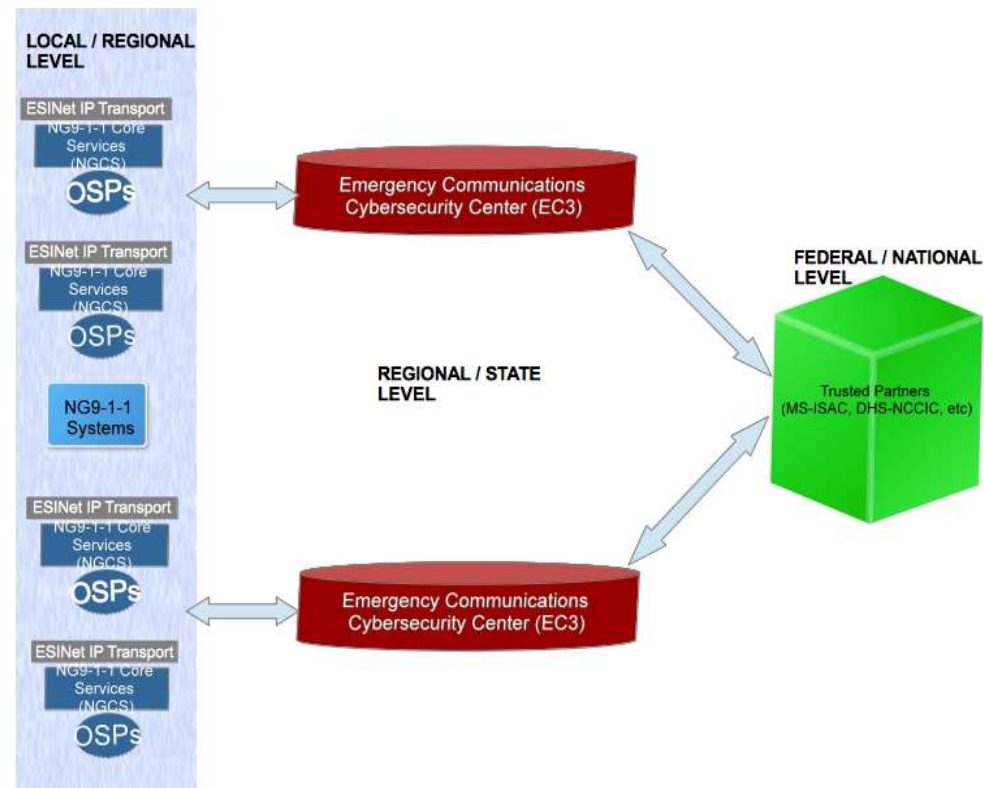 LOCAL / REGIONAL
LEVEL
ESINet IP Transport
NG9-1-1 Core
Services
(NGCS)
OSPs
ESINet IP Transport
NG9-1-1 Core
Services
(NGCS)
OSPs
NG9-1-1
Systems
ESINet IP Transport
NG9-1-1 Core
Services
(NGCS)
OSPs
ESINet IP Transport
NG9-1-1 Core
Services
(NGCS)
OSPs
Emergency Communications
Cybersecurity Center (EC3)
REGIONAL / STATE
LEVEL
Emergency Communications
Cybersecurity Center (EC3)
FEDERAL / NATIONAL
LEVEL
Trusted Partners
(MS-ISAC, DHS-NCCIC, etc)